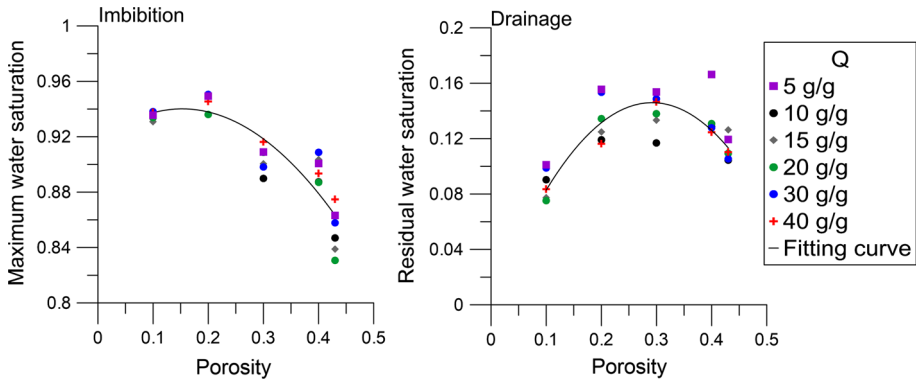 Imbibition
Maximum water saturation
1
0.96
0.92
0.88
0.84
0.8
0 0.1 0.2 0.3 0.4 0.5
Porosity
Drainage
Residual water saturation
0.2
0.16
0.12
0.08
0.04
0
0 0.1 0.2 0.3 0.4 0.5
Porosity
Q
5 g/g
10 g/g
15 g/g
20 g/g
30 g/g
40 g/g
Fitting curve